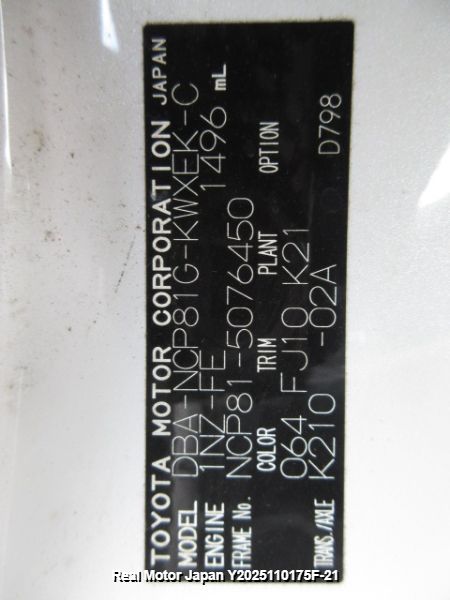 TOYOTA MOTOR CORPORATION JAPAN
MODEL DBA-NCP81G-KWXEK-C
ENGINE 1NZ-FE 1496 mL
FRAME No. NCP81-5076450
COLOR TRIM PLANT OPTION
064 FJ10 K21
TRANS./AXLE K210 -02A
D798
Real Motor Japan Y2025110175F-21